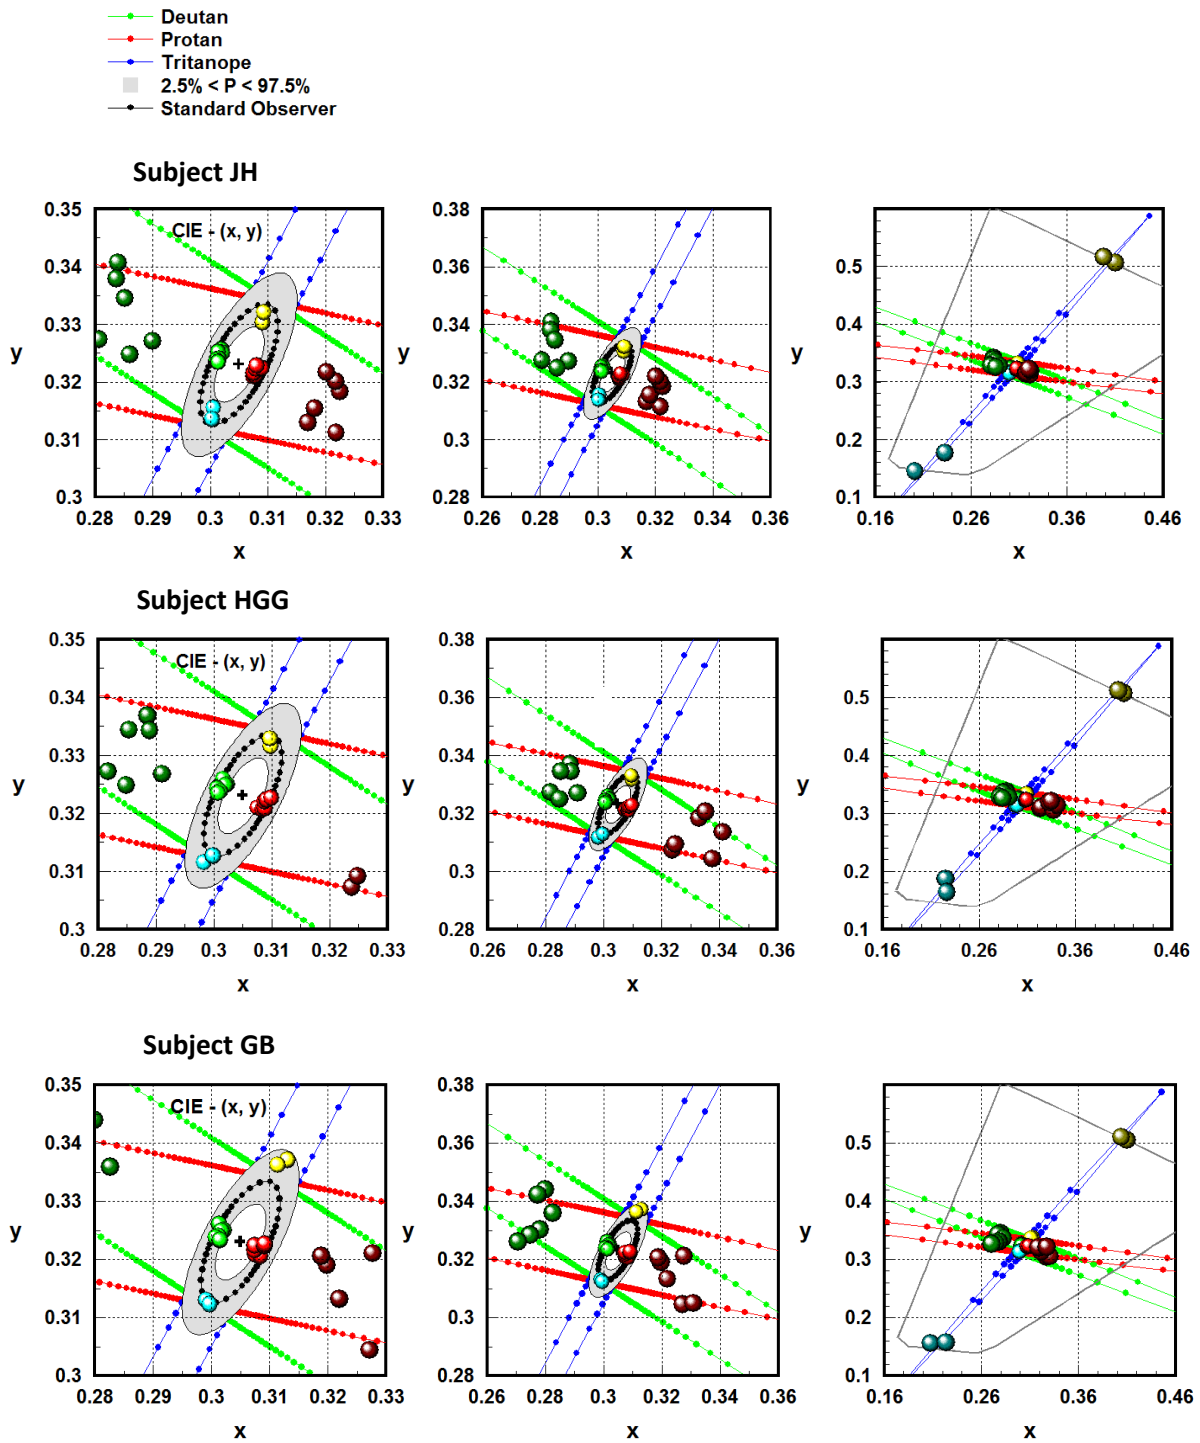 Deutan
Protan
Tritanope
2.5% < P < 97.5%
Standard Observer
Subject JH
0.35 0.34 0.33 0.32 0.31 0.3
y
CIE - (x, y)
0.28 0.29 0.3 0.31 0.32 0.33
x
0.38 0.36 0.34 0.32 0.3 0.28
y
0.26 0.28 0.3 0.32 0.34 0.36
x
0.5 0.4 0.3 0.2 0.1
y
0.16 0.26 0.36 0.46
x
Subject HGG
0.35 0.34 0.33 0.32 0.31 0.3
y
CIE - (x, y)
0.28 0.29 0.3 0.31 0.32 0.33
x
0.38 0.36 0.34 0.32 0.3 0.28
y
0.26 0.28 0.3 0.32 0.34 0.36
x
0.5 0.4 0.3 0.2 0.1
y
0.16 0.26 0.36 0.46
x
Subject GB
0.35 0.34 0.33 0.32 0.31 0.3
y
CIE - (x, y)
0.28 0.29 0.3 0.31 0.32 0.33
x
0.38 0.36 0.34 0.32 0.3 0.28
y
0.26 0.28 0.3 0.32 0.34 0.36
x
0.5 0.4 0.3 0.2 0.1
y
0.16 0.26 0.36 0.46
x